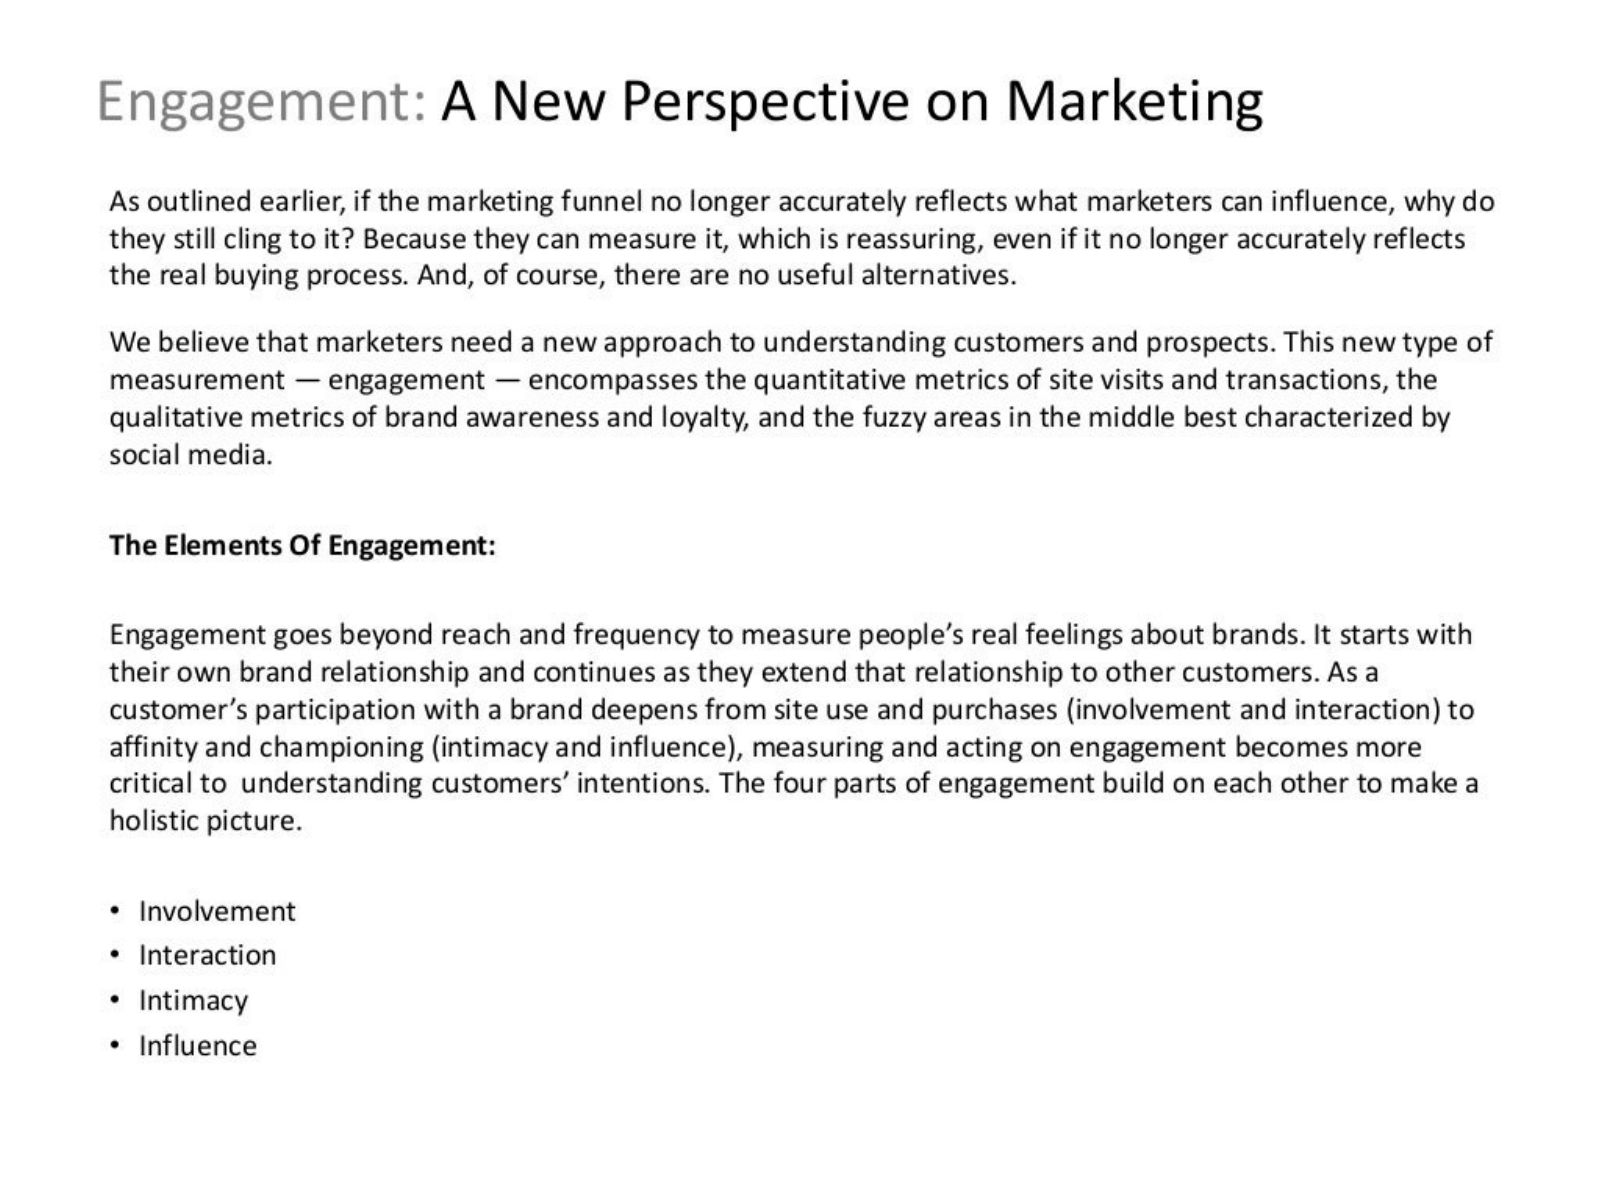 Engagement: A New Perspective on Marketing
As outlined earlier, if the marketing funnel no longer accurately reflects what marketers can influence, why do
they still cling to it? Because they can measure it, which is reassuring, even if it no longer accurately reflects
the real buying process. And, of course, there are no useful alternatives.
We believe that marketers need a new approach to understanding customers and prospects. This new type of
measurement — engagement — encompasses the quantitative metrics of site visits and transactions, the
qualitative metrics of brand awareness and loyalty, and the fuzzy areas in the middle best characterized by
social media.
The Elements Of Engagement:
Engagement goes beyond reach and frequency to measure people’s real feelings about brands. It starts with
their own brand relationship and continues as they extend that relationship to other customers. As a
customer’s participation with a brand deepens from site use and purchases (involvement and interaction) to
affinity and championing (intimacy and influence), measuring and acting on engagement becomes more
critical to  understanding customers’ intentions. The four parts of engagement build on each other to make a
holistic picture.
• Involvement
• Interaction
• Intimacy
• Influence